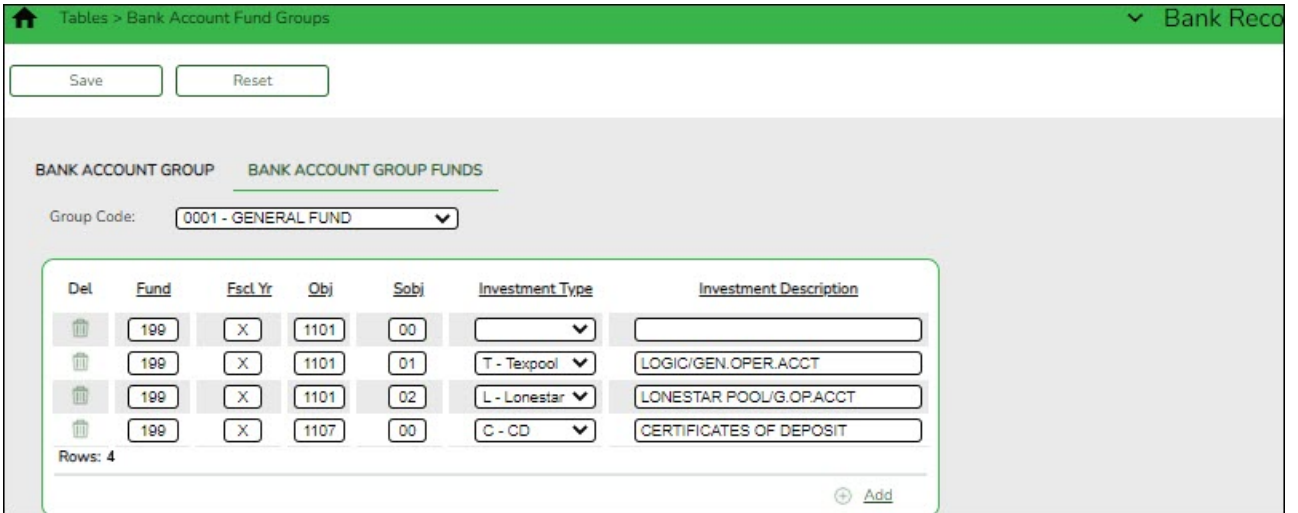 Tables > Bank Account Fund Groups Bank Reco
Save Reset
BANK ACCOUNT GROUP BANK ACCOUNT GROUP FUNDS
Group Code: 0001 - GENERAL FUND
Del Fund Fscl Yr Obj Sobj Investment Type Investment Description
199 X 1101 00
199 X 1101 01 T - Texpool LOGIC/GEN.OPER.ACCT
199 X 1101 02 L - Lonestar LONESTAR POOL/G.OP.ACCT
199 X 1107 00 C - CD CERTIFICATES OF DEPOSIT
Rows: 4
Add